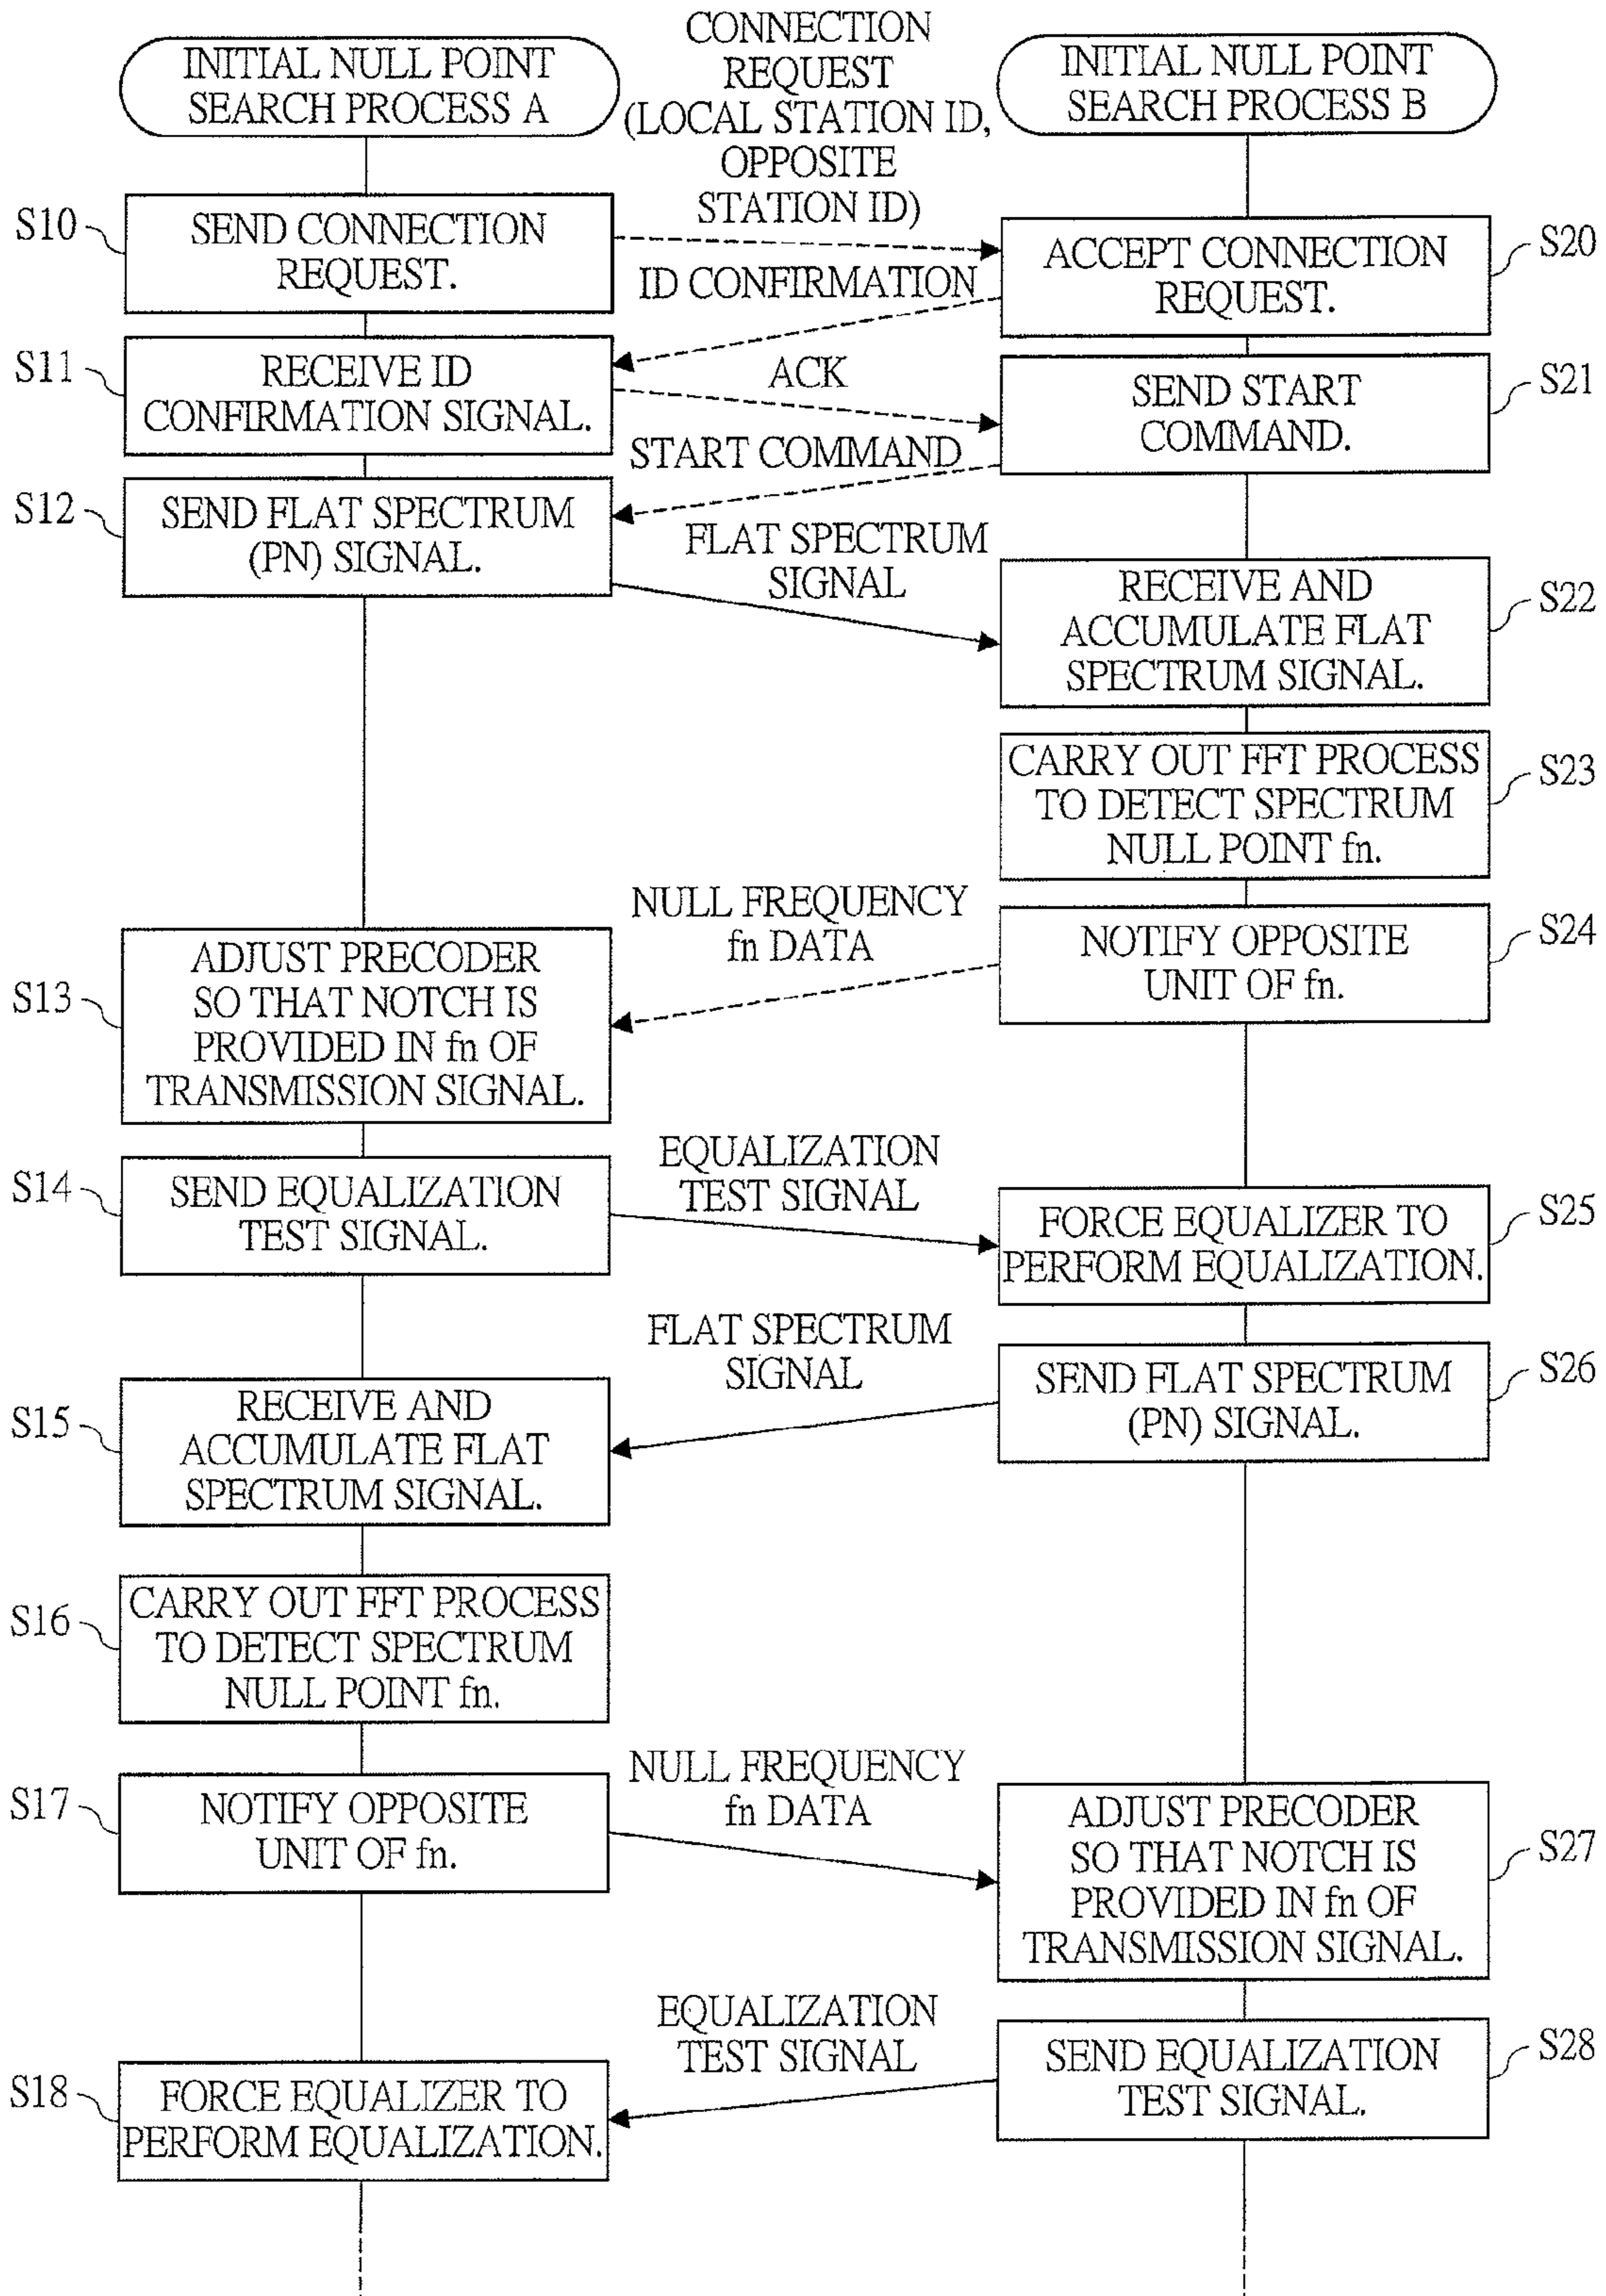 INITIAL NULL POINT
SEARCH PROCESS A
CONNECTION
REQUEST
(LOCAL STATION ID,
OPPOSITE
STATION ID)
INITIAL NULL POINT
SEARCH PROCESS B
S10
SEND CONNECTION
REQUEST.
ACCEPT CONNECTION
REQUEST.
S20
ID CONFIRMATION
S11
RECEIVE ID
CONFIRMATION SIGNAL.
ACK
SEND START
COMMAND.
S21
START COMMAND
S12
SEND FLAT SPECTRUM
(PN) SIGNAL.
FLAT SPECTRUM
SIGNAL
RECEIVE AND
ACCUMULATE FLAT
SPECTRUM SIGNAL.
S22
CARRY OUT FFT PROCESS
TO DETECT SPECTRUM
NULL POINT fn.
S23
NULL FREQUENCY
fn DATA
NOTIFY OPPOSITE
UNIT OF fn.
S24
S13
ADJUST PRECODER
SO THAT NOTCH IS
PROVIDED IN fn OF
TRANSMISSION SIGNAL.
S14
SEND EQUALIZATION
TEST SIGNAL.
EQUALIZATION
TEST SIGNAL
FORCE EQUALIZER TO
PERFORM EQUALIZATION.
S25
FLAT SPECTRUM
SIGNAL
SEND FLAT SPECTRUM
(PN) SIGNAL.
S26
S15
RECEIVE AND
ACCUMULATE FLAT
SPECTRUM SIGNAL.
S16
CARRY OUT FFT PROCESS
TO DETECT SPECTRUM
NULL POINT fn.
S17
NOTIFY OPPOSITE
UNIT OF fn.
NULL FREQUENCY
fn DATA
ADJUST PRECODER
SO THAT NOTCH IS
PROVIDED IN fn OF
TRANSMISSION SIGNAL.
S27
EQUALIZATION
TEST SIGNAL
SEND EQUALIZATION
TEST SIGNAL.
S28
S18
FORCE EQUALIZER TO
PERFORM EQUALIZATION.